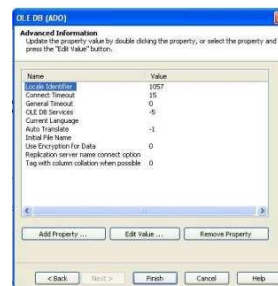 OLE DB (ADO)
Advanced Information
Update the property value by double clicking the property, or select the property and
press the "Edit Value" button.
Name Value
Locale Identifier 1057
Connect Timeout 15
General Timeout 0
OLE DB Services -5
Current Language
Auto Translate -1
Initial File Name
Use Encryption for Data 0
Replication server name connect option
Tag with column collation when possible 0
Add Property ... Edit Value ... Remove Property
< Back Next > Finish Cancel Help